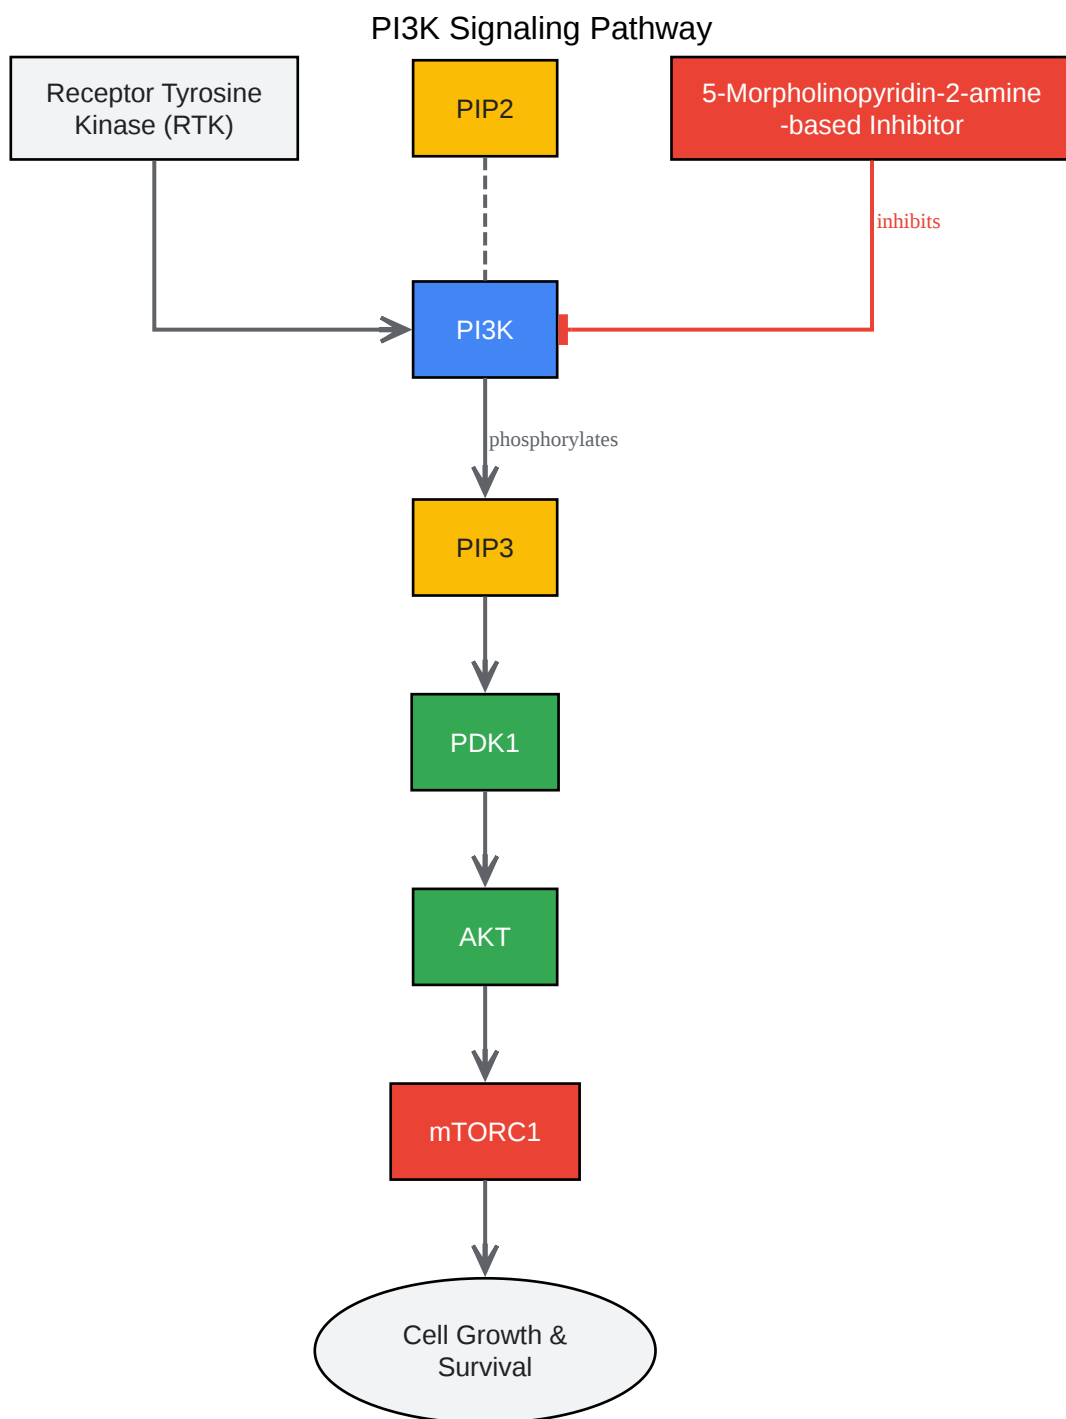 PI3K Signaling Pathway
Receptor Tyrosine
Kinase (RTK)
PIP2
5-Morpholinopyridin-2-amine
-based Inhibitor
inhibits
PI3K
phosphorylates
PIP3
PDK1
AKT
mTORC1
Cell Growth &
Survival